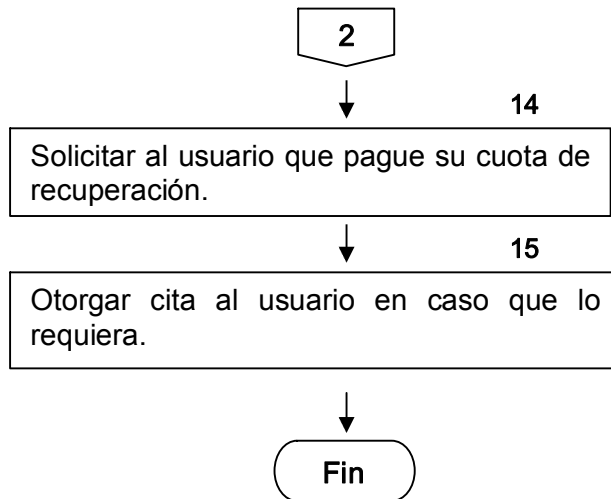 2
14
Solicitar al usuario que pague su cuota de
recuperación.
15
Otorgar cita al usuario en caso que lo
requiera.
Fin